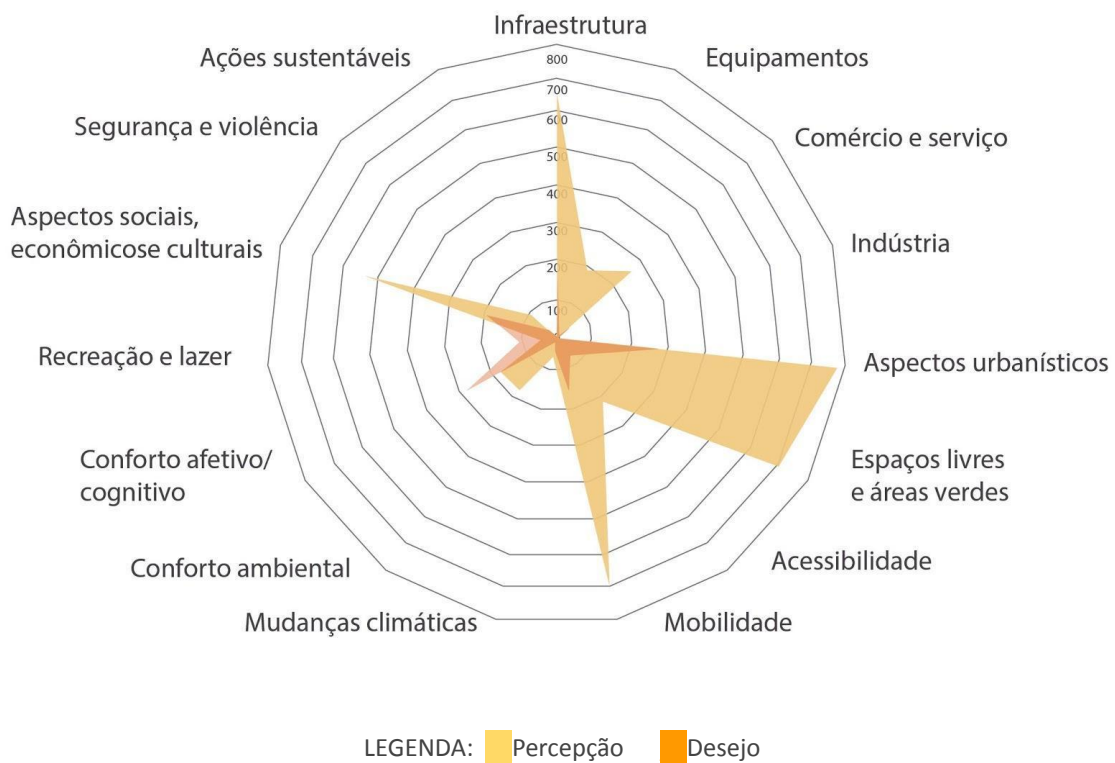 Infraestrutura
Ações sustentáveis
Equipamentos
Segurança e violência
Comércio e serviço
Aspectos sociais,
econômicose culturais
Indústria
Recreação e lazer
Aspectos urbanísticos
Conforto afetivo/
cognitivo
Espaços livres
e áreas verdes
Conforto ambiental
Acessibilidade
Mudanças climáticas
Mobilidade
800
700
600
500
400
300
200
100
LEGENDA: Percepção Desejo